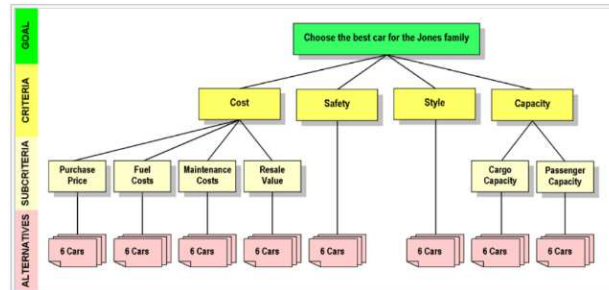 GOAL
Choose the best car for the Jones family
CRITERIA
Cost
Safety
Style
Capacity
SUBCRITERIA
Purchase
Price
Fuel
Costs
Maintenance
Costs
Resale
Value
Cargo
Capacity
Passenger
Capacity
ALTERNATIVES
6 Cars
6 Cars
6 Cars
6 Cars
6 Cars
6 Cars
6 Cars
6 Cars